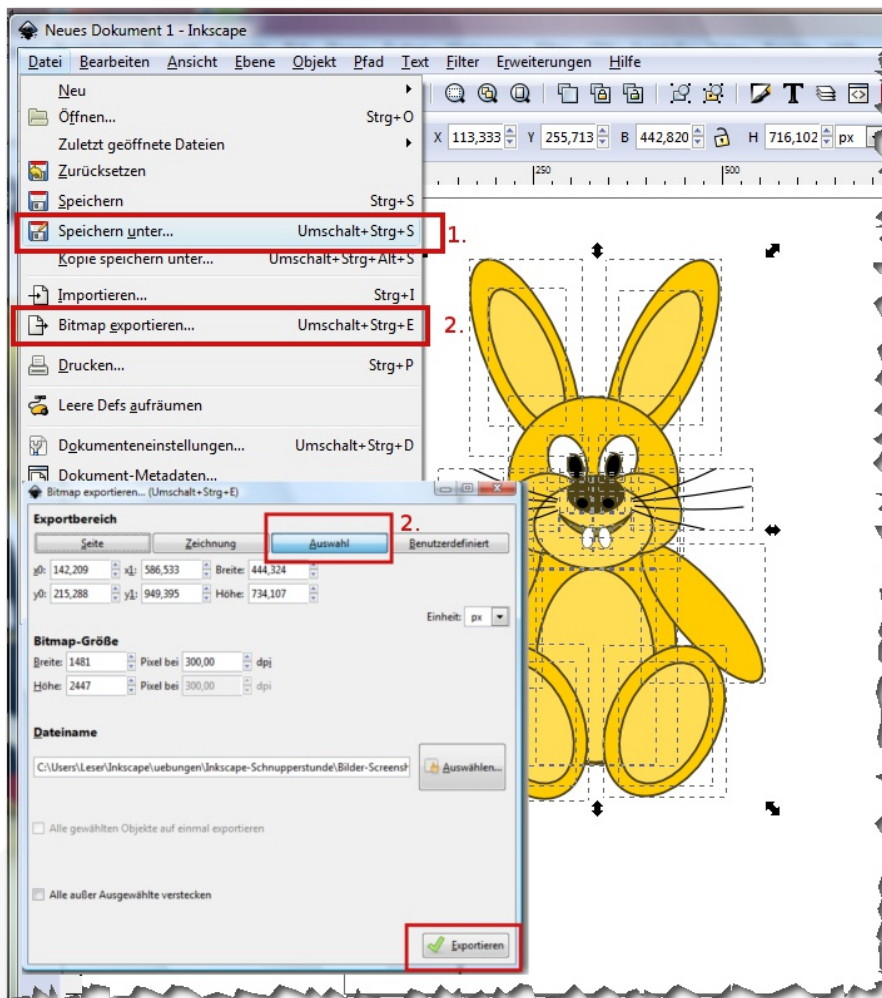 Neues Dokument 1 - Inkscape
Datei Bearbeiten Ansicht Ebene Objekt Pfad Text Filter Erweiterungen Hilfe
Neu
Öffnen... Strg+O
Zuletzt geöffnete Dateien
X 113,333 Y 255,713 B 442,820 H 716,102 px
Zurücksetzen
250 500
Speichern Strg+S
Speichern unter... Umschalt+Strg+S 1.
Kopie speichern unter... Umschalt+Strg+Alt+S
Importieren... Strg+I
Bitmap exportieren... Umschalt+Strg+E 2.
Drucken... Strg+P
Leere Defs aufräumen
Dokumenteneinstellungen... Umschalt+Strg+D
Dokument-Metadaten...
Bitmap exportieren... (Umschalt+Strg+E)
Exportbereich 2.
Seite Zeichnung Auswahl Benutzerdefiniert
x0: 142,209 x1: 586,533 Breite: 444,324
y0: 215,288 y1: 949,395 Höhe: 734,107
Einheit: px
Bitmap-Größe
Breite: 1481 Pixel bei 300,00 dpi
Höhe: 2447 Pixel bei 300,00 dpi
Dateiname
C:\Users\Leser\Inkscape\uebungen\Inkscape-Schnupperstunde\Bilder-Screensh Auswählen...
Alle gewählten Objekte auf einmal exportieren
Alle außer Ausgewählte verstecken
Exportieren